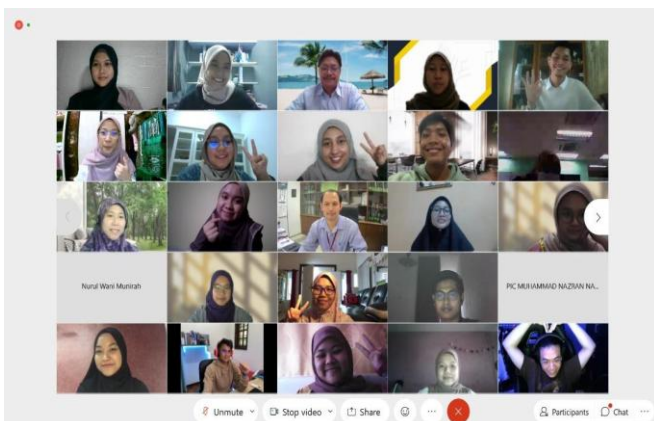 Nurul Wani Munirah
PIC MUHAMMAD NAZRAN NA...
Unmute
Stop video
Share
Participants
Chat